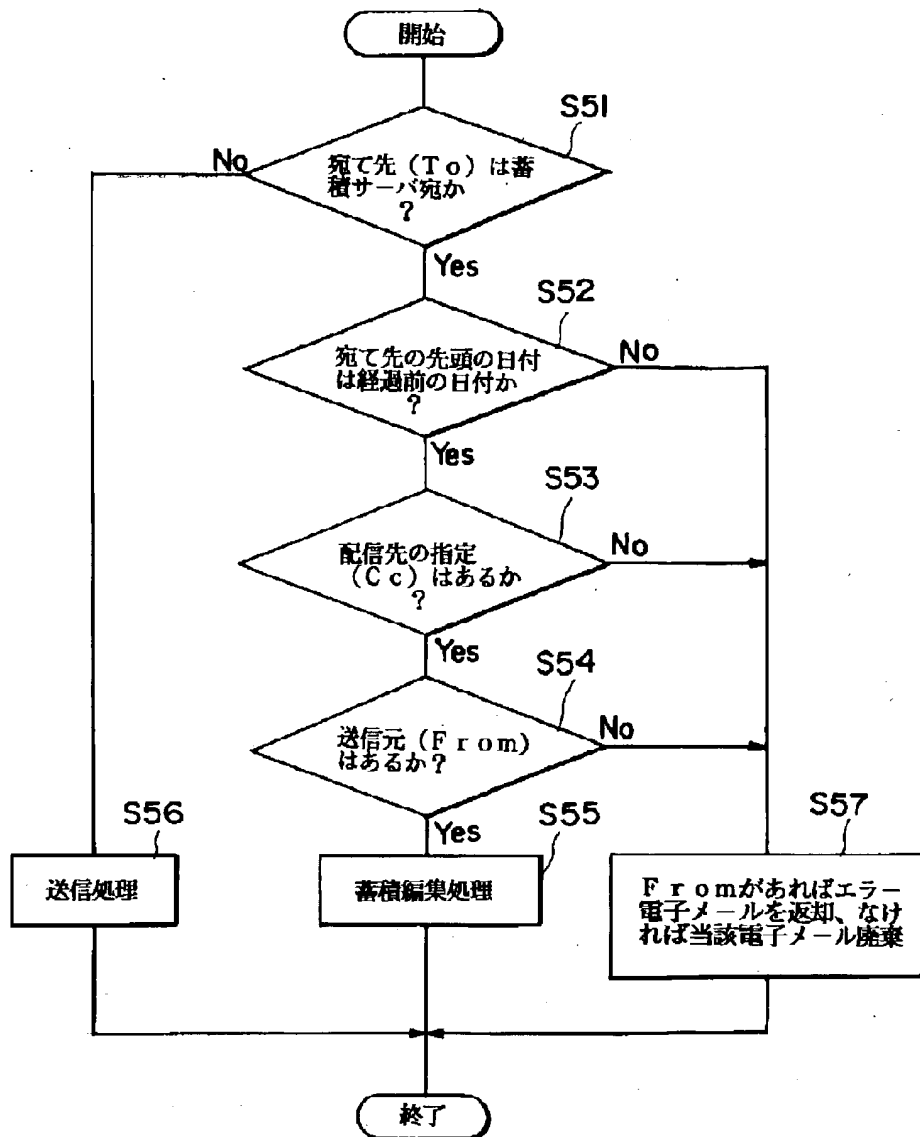 開始
S51
No
宛て先（To）は蓄
積サーバ宛か
？
Yes
S52
No
宛て先の先頭の日付
は経過前の日付か
？
Yes
S53
No
配信先の指定
（Cc）はあるか
？
Yes
S54
No
送信元（From）
はあるか？
Yes
S56
送信処理
S55
蓄積編集処理
S57
Fromがあればエラー
電子メールを返却、なけ
れば当該電子メール廃棄
終了